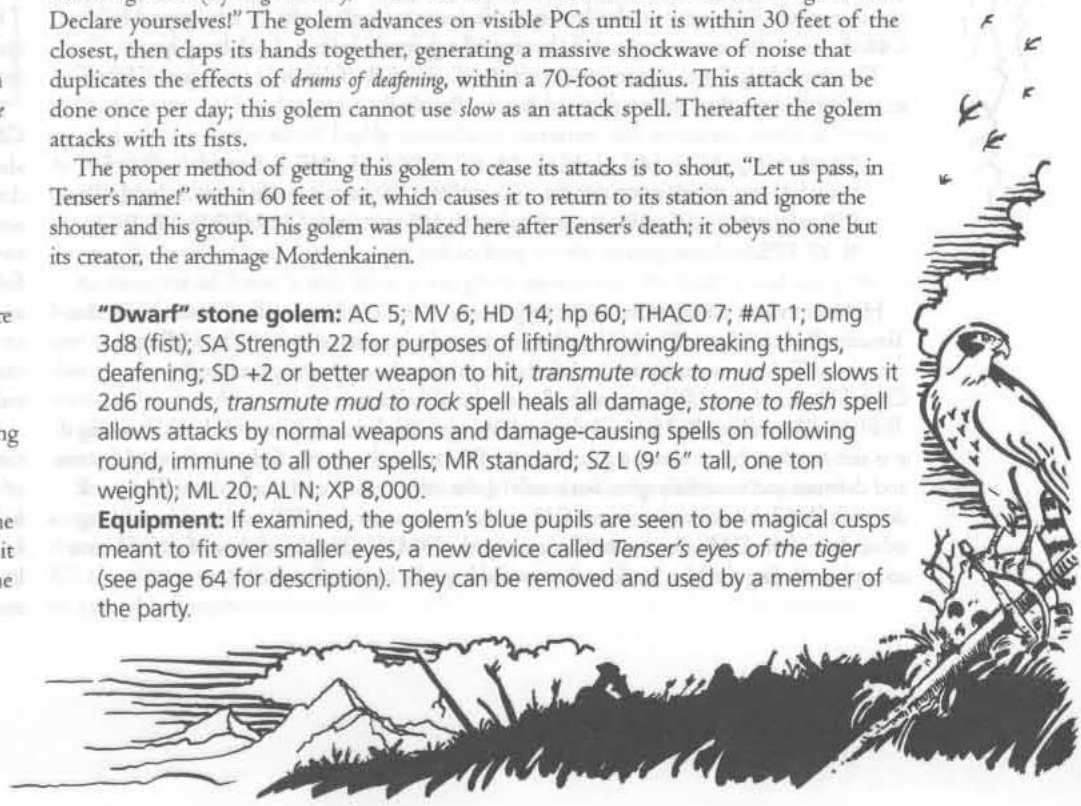 Declare yourselves!" The golem advances on visible PCs until it is within 30 feet of the
closest, then claps its hands together, generating a massive shockwave of noise that
duplicates the effects of drums of deafening, within a 70-foot radius. This attack can be
done once per day; this golem cannot use slow as an attack spell. Thereafter the golem
attacks with its fists.
The proper method of getting this golem to cease its attacks is to shout, "Let us pass, in
Tenser's name!" within 60 feet of it, which causes it to return to its station and ignore the
shouter and his group. This golem was placed here after Tenser's death; it obeys no one but
its creator, the archmage Mordenkainen.
"Dwarf" stone golem: AC 5; MV 6; HD 14; hp 60; THAC0 7; #AT 1; Dmg
3d8 (fist); SA Strength 22 for purposes of lifting/throwing/breaking things,
deafening; SD +2 or better weapon to hit, transmute rock to mud spell slows it
2d6 rounds, transmute mud to rock spell heals all damage, stone to flesh spell
allows attacks by normal weapons and damage-causing spells on following
round, immune to all other spells; MR standard; SZ L (9' 6" tall, one ton
weight); ML 20; AL N; XP 8,000.
Equipment: If examined, the golem's blue pupils are seen to be magical cusps
meant to fit over smaller eyes, a new device called Tenser's eyes of the tiger
(see page 64 for description). They can be removed and used by a member of
the party.